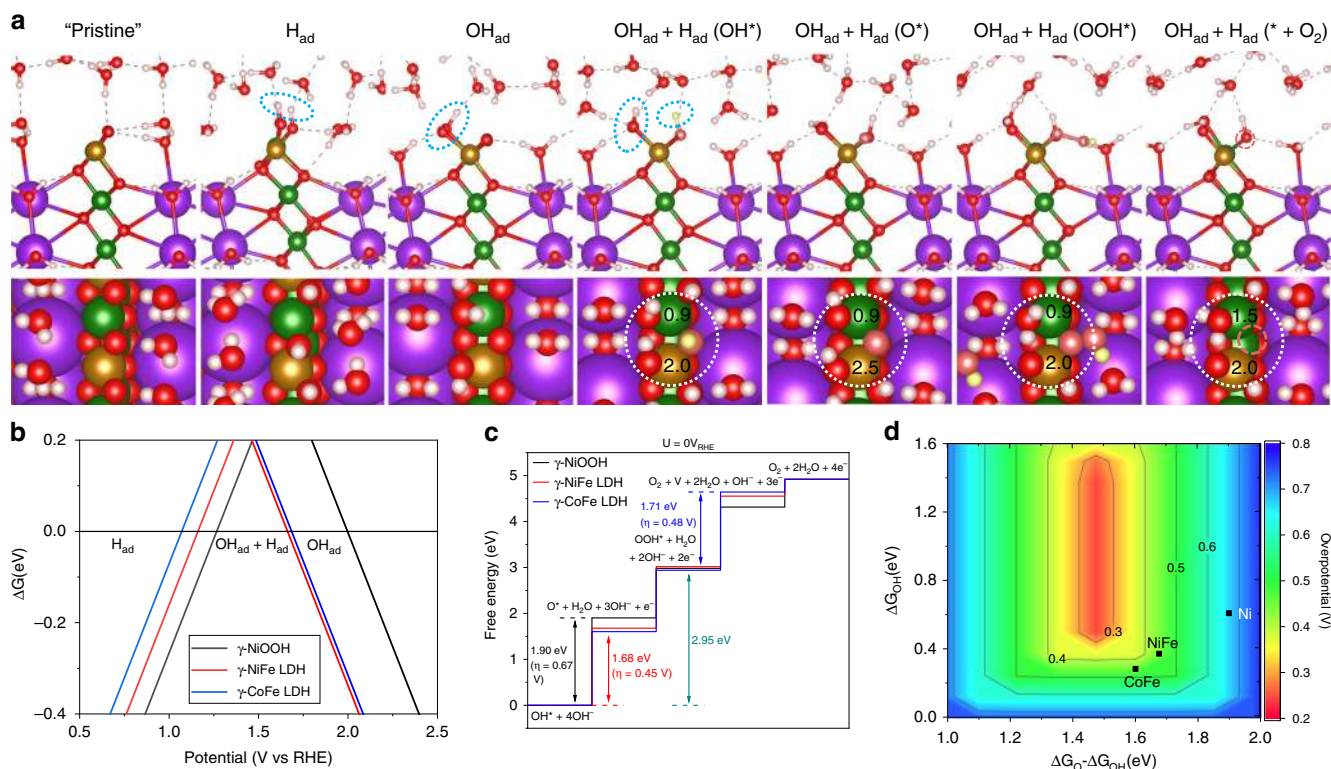 a
"Pristine"
H_ad
OH_ad
OH_ad + H_ad (OH*)
OH_ad + H_ad (O*)
OH_ad + H_ad (OOH*)
OH_ad + H_ad (* + O₂)
0.9
2.0
0.9
2.5
0.9
2.0
1.5
2.0
b
0.2
0.0
−0.2
−0.4
ΔG(eV)
H_ad
OH_ad + H_ad
OH_ad
γ-NiOOH
γ-NiFe LDH
γ-CoFe LDH
0.5
1.0
1.5
2.0
2.5
Potential (V vs RHE)
c
U = 0V_RHE
5
4
3
2
1
0
Free energy (eV)
γ-NiOOH
γ-NiFe LDH
γ-CoFe LDH
O₂ + 2H₂O + 4e⁻
O₂ + V + 2H₂O + OH⁻ + 3e⁻
1.71 eV
(η = 0.48 V)
OOH* + H₂O
+ 2OH⁻ + 2e⁻
O* + H₂O + 3OH⁻ + e⁻
1.90 eV
(η = 0.67
V)
1.68 eV
(η = 0.45 V)
2.95 eV
OH* + 4OH⁻
d
1.6
1.2
0.8
0.4
0.0
ΔG_OH(eV)
0.3
0.4
0.5
0.6
Ni
NiFe
CoFe
1.0
1.2
1.4
1.6
1.8
2.0
ΔG_O-ΔG_OH(eV)
0.8
0.7
0.6
0.5
0.4
0.3
0.2
Overpotential (V)